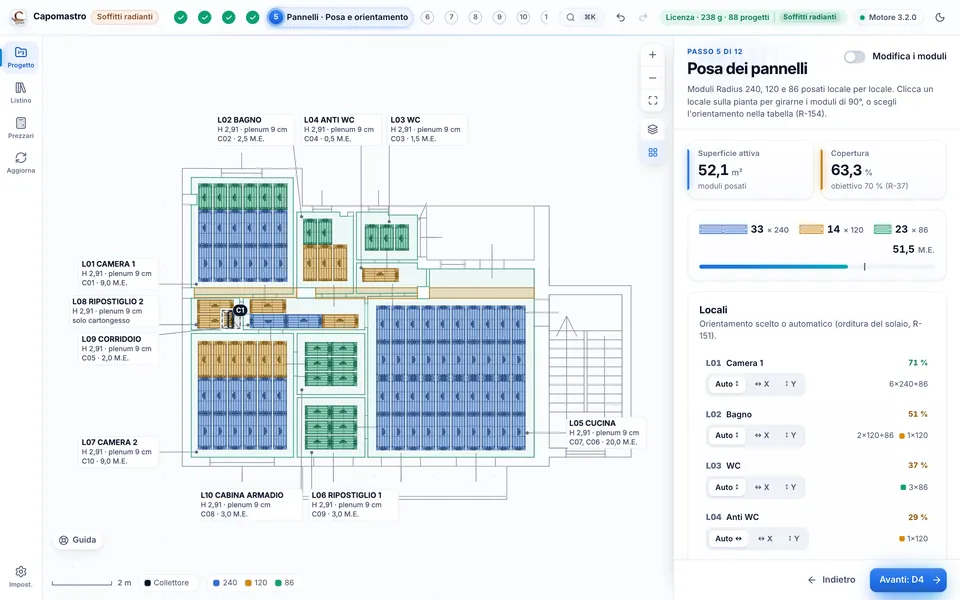 Capomastro
Soffitti radianti
5 Pannelli · Posa e orientamento
6
7
8
9
10
1
⌘K
Licenza · 238 g · 88 progetti
Soffitti radianti
Motore 3.2.0
Progetto
Listino
Prezzari
Aggiorna
Impost.
L02 BAGNO
H 2,91 · plenum 9 cm
C02 · 2,5 M.E.
L04 ANTI WC
H 2,91 · plenum 9 cm
C04 · 0,5 M.E.
L03 WC
H 2,91 · plenum 9 cm
C03 · 1,5 M.E.
L01 CAMERA 1
H 2,91 · plenum 9 cm
C01 · 9,0 M.E.
L08 RIPOSTIGLIO 2
H 2,91 · plenum 9 cm
solo cartongesso
L09 CORRIDOIO
H 2,91 · plenum 9 cm
C05 · 2,0 M.E.
C1
L07 CAMERA 2
H 2,91 · plenum 9 cm
C10 · 9,0 M.E.
L05 CUCINA
H 2,91 · plenum 9 cm
C07, C06 · 20,0 M.E.
L10 CABINA ARMADIO
H 2,91 · plenum 9 cm
C08 · 3,0 M.E.
L06 RIPOSTIGLIO 1
H 2,91 · plenum 9 cm
C09 · 3,0 M.E.
Guida
2 m
Collettore
240
120
86
PASSO 5 DI 12
Posa dei pannelli
Modifica i moduli
Moduli Radius 240, 120 e 86 posati locale per locale. Clicca un
locale sulla pianta per girarne i moduli di 90°, o scegli
l'orientamento nella tabella (R-154).
Superficie attiva
52,1 m²
moduli posati
Copertura
63,3 %
obiettivo 70 % (R-37)
33 × 240
14 × 120
23 × 86
51,5 M.E.
Locali
Orientamento scelto o automatico (orditura del solaio, R-
151).
L01 Camera 1 71 %
Auto ↕ ↔ X ↕ Y 6×240+86
L02 Bagno 51 %
Auto ↕ ↔ X ↕ Y 2×120+86 1×120
L03 WC 37 %
Auto ↕ ↔ X ↕ Y 3×86
L04 Anti WC 29 %
Auto ↔ ↔ X ↕ Y 1×120
← Indietro
Avanti: D4 →